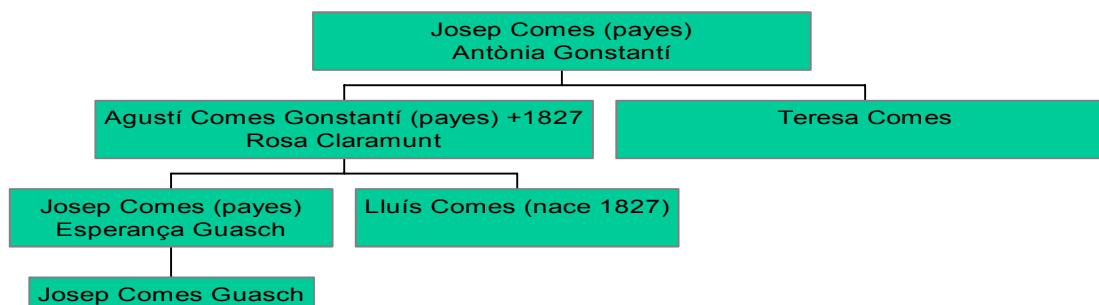 Josep Comes (payes)
Antònia Gonstantí
Agustí Comes Gonstantí (payes) +1827
Rosa Claramunt
Teresa Comes
Josep Comes (payes)
Esperança Guasch
Lluís Comes (nace 1827)
Josep Comes Guasch